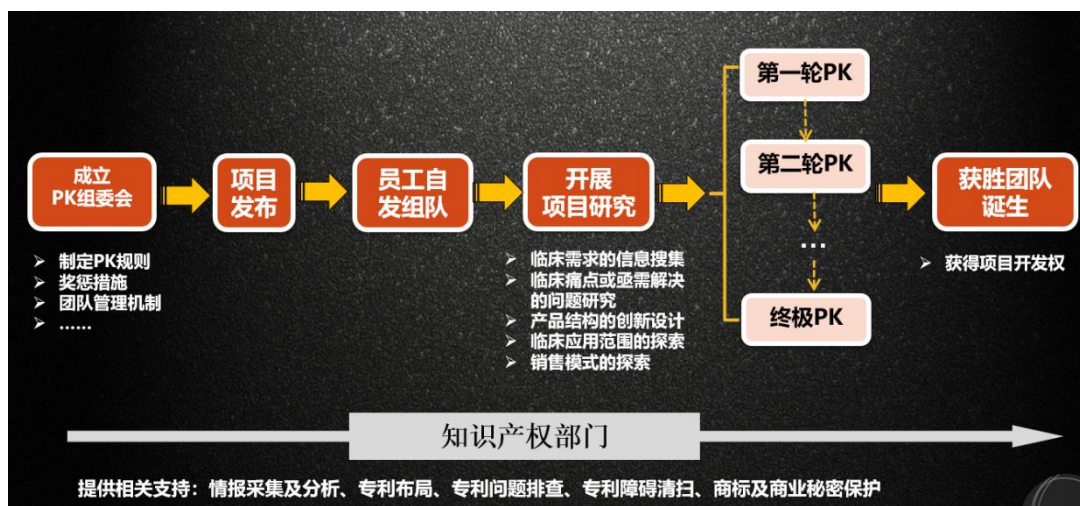 成立
PK组委会
制定PK规则
奖惩措施
团队管理机制
......
项目
发布
员工自
发组队
开展
项目研究
临床需求的信息搜集
临床痛点或亟需解决
的问题研究
产品结构的创新设计
临床应用范围的探索
销售模式的探索
第一轮PK
第二轮PK
...
终极PK
获胜团队
诞生
获得项目开发权
知识产权部门
提供相关支持：情报采集及分析、专利布局、专利问题排查、专利障碍清扫、商标及商业秘密保护